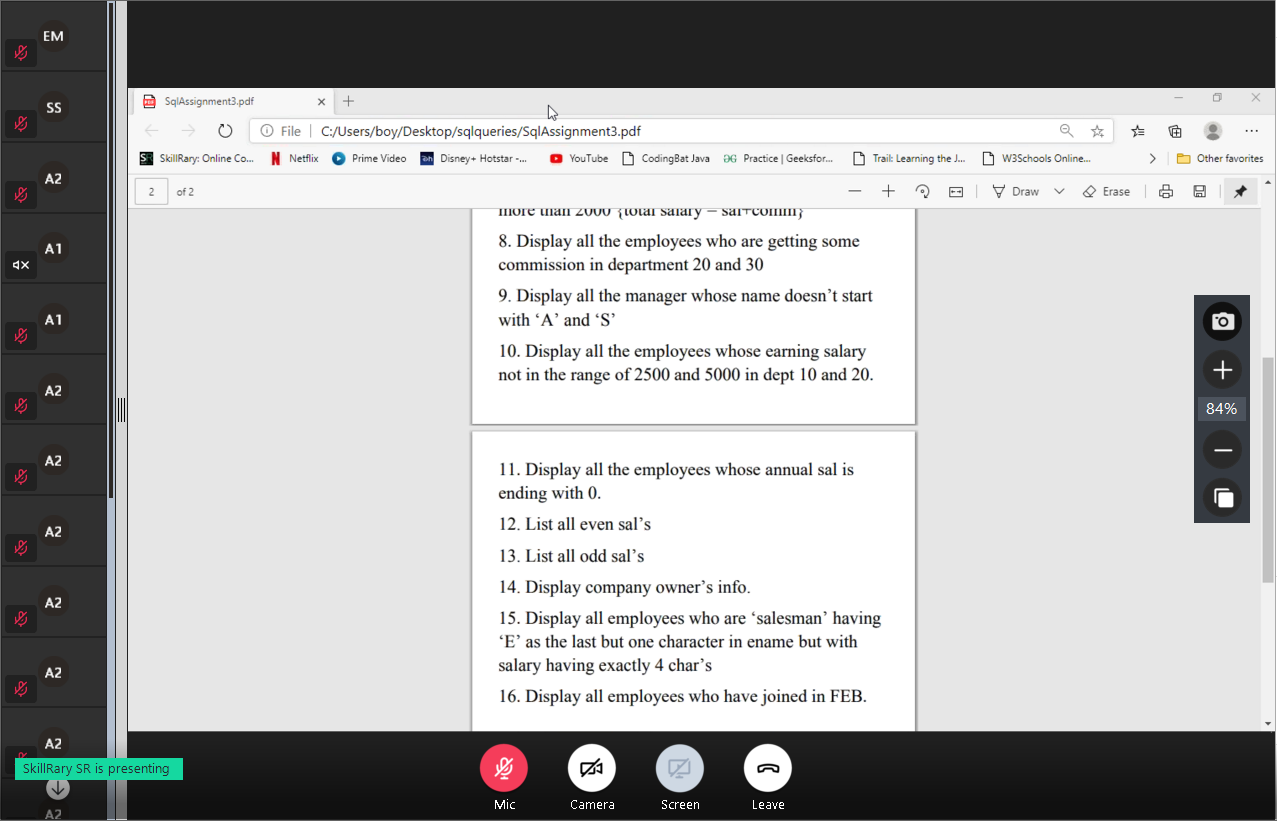 EM
SS
A2
A1
A1
A2
A2
A2
A2
A2
A2
A2
SkillRary SR is presenting
SqlAssignment3.pdf
File
C:/Users/boy/Desktop/sqlqueries/SqlAssignment3.pdf
SkillRary: Online Co...
Netflix
Prime Video
Disney+ Hotstar -...
YouTube
CodingBat Java
Practice | Geeksfor...
Trail: Learning the J...
W3Schools Online...
Other favorites
2 of 2
Draw
Erase
more than 2000 {total salary = sal+comm}
8. Display all the employees who are getting some
commission in department 20 and 30
9. Display all the manager whose name doesn’t start
with ‘A’ and ‘S’
10. Display all the employees whose earning salary
not in the range of 2500 and 5000 in dept 10 and 20.
11. Display all the employees whose annual sal is
ending with 0.
12. List all even sal’s
13. List all odd sal’s
14. Display company owner’s info.
15. Display all employees who are ‘salesman’ having
‘E’ as the last but one character in ename but with
salary having exactly 4 char’s
16. Display all employees who have joined in FEB.
84%
Mic
Camera
Screen
Leave